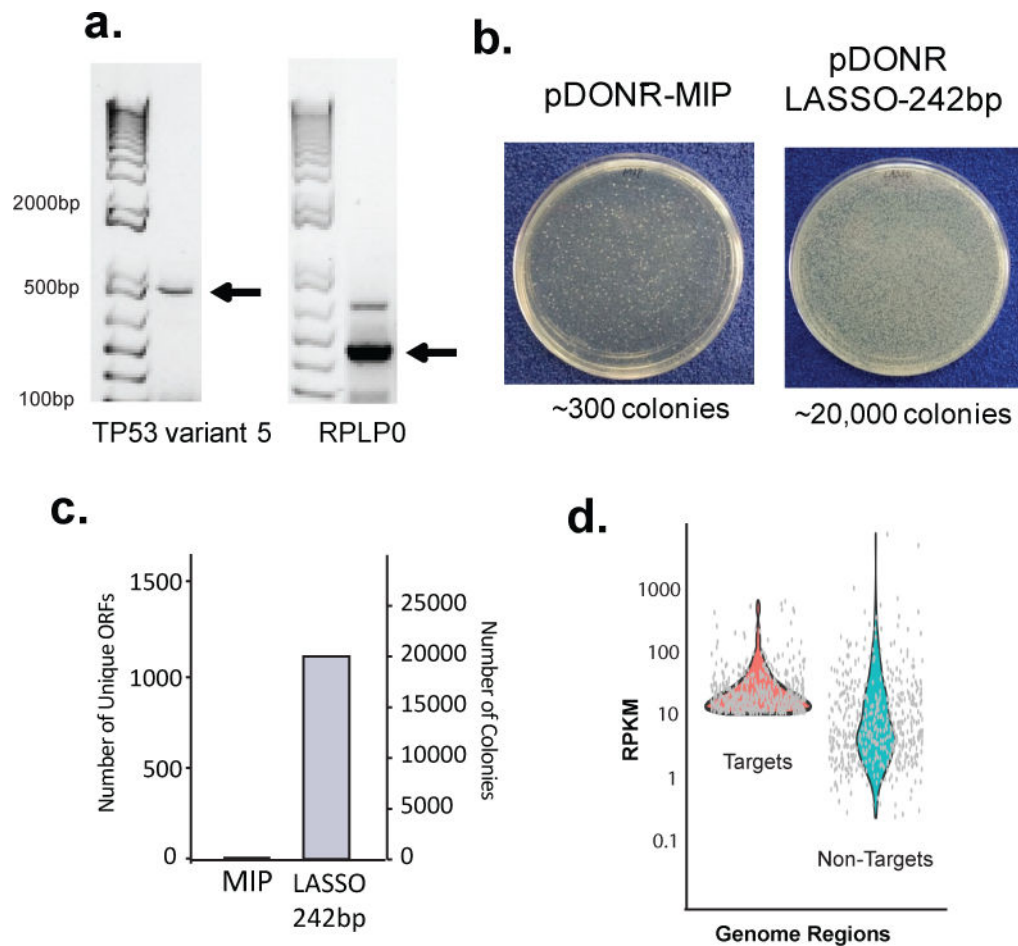 a.
2000bp
500bp
100bp
TP53 variant 5
RPLP0
b.
pDONR-MIP
pDONR
LASSO-242bp
~300 colonies
~20,000 colonies
c.
Number of Unique ORFs
1500
1000
500
0
25000
20000
15000
10000
5000
0
Number of Colonies
MIP
LASSO
242bp
d.
RPKM
1000
100
10
1
0.1
Targets
Non-Targets
Genome Regions